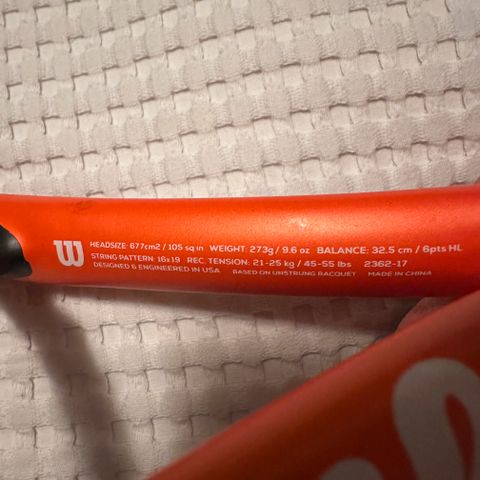 W HEADSIZE: 677cm2 / 105 sq in WEIGHT: 273g / 9.6 oz BALANCE: 32.5 cm / 6pts HL
STRING PATTERN: 16x19 REC. TENSION: 21-25 kg / 45-55 lbs 2362-17
DESIGNED & ENGINEERED IN USA BASED ON UNSTRUNG RACQUET MADE IN CHINA